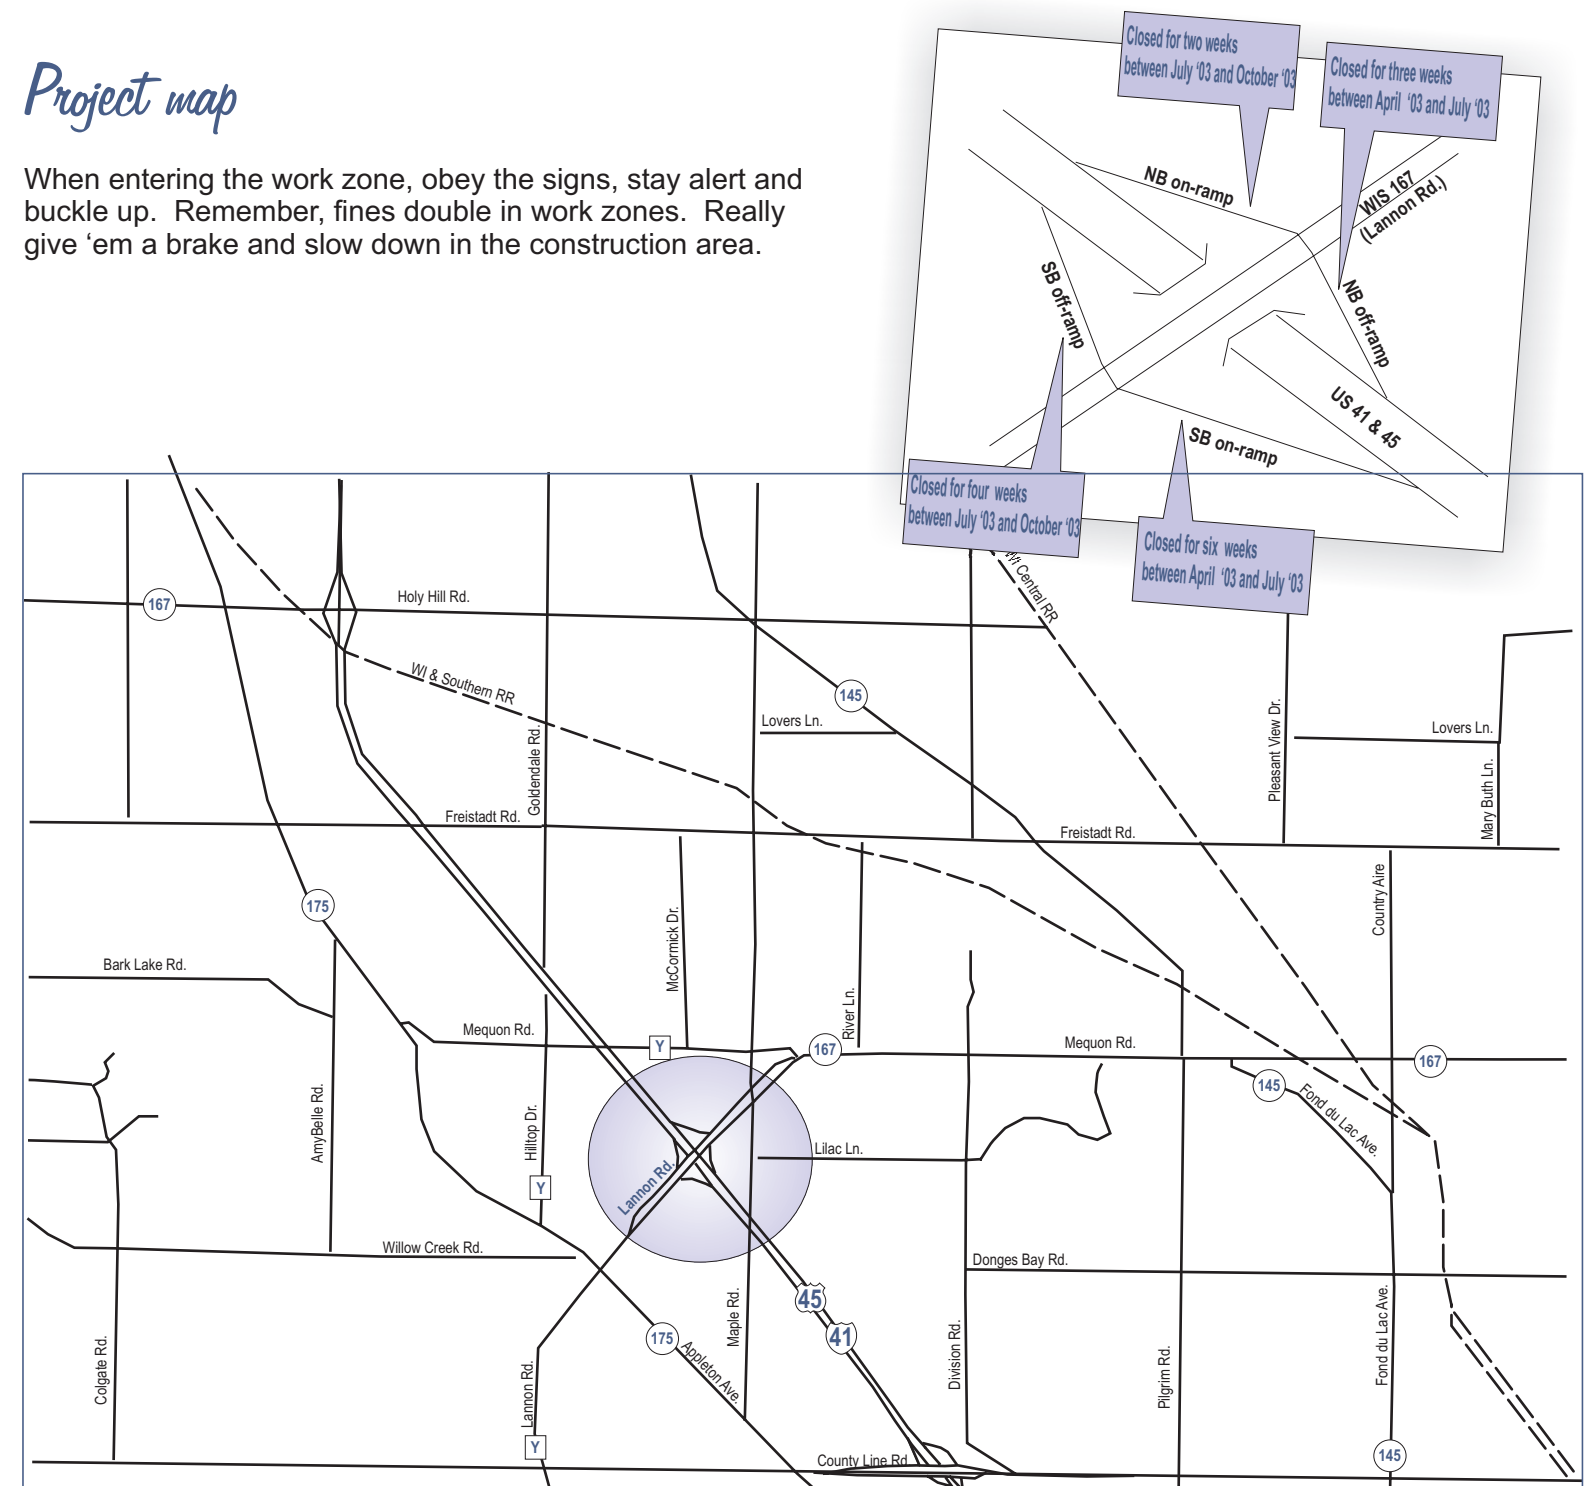 Project map
When entering the work zone, obey the signs, stay alert and
buckle up.  Remember, fines double in work zones.  Really
give ‘em a brake and slow down in the construction area.
Closed for two weeks
between July ‘03 and October ‘03
Closed for three weeks
between April  ‘03 and July ‘03
NB on-ramp
WIS 167
(Lannon Rd.)
SB off-ramp
NB off-ramp
US 41 & 45
SB on-ramp
Closed for four  weeks
between July ‘03 and October ‘03
Closed for six  weeks
between April  ‘03 and July ‘03
WI Central RR
167
Holy Hill Rd.
WI & Southern RR
145
Lovers Ln.
Lovers Ln.
Goldendale Rd.
Pleasant View Dr.
Mary Buth Ln.
Freistadt Rd.
Freistadt Rd.
175
McCormick Dr.
Country Aire
Bark Lake Rd.
River Ln.
Mequon Rd.
Y
167
Mequon Rd.
167
145
Fond du Lac Ave.
AmyBelle Rd.
Hilltop Dr.
Lilac Ln.
Lannon Rd.
Y
Willow Creek Rd.
Donges Bay Rd.
45
41
Maple Rd.
175
Appleton Ave.
Colgate Rd.
Lannon Rd.
Division Rd.
Pilgrim Rd.
Fond du Lac Ave.
Y
County Line Rd
145